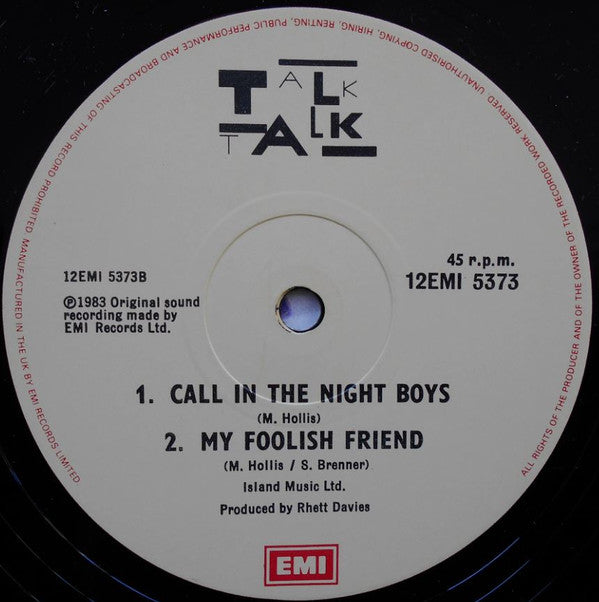 TALK
TALK
45 r.p.m.
12EMI 5373B
12EMI 5373
℗1983 Original sound
recording made by
EMI Records Ltd.
1. CALL IN THE NIGHT BOYS
(M. Hollis)
2. MY FOOLISH FRIEND
(M. Hollis / S. Brenner)
Island Music Ltd.
Produced by Rhett Davies
EMI
ALL RIGHTS OF THE PRODUCER AND OF THE OWNER OF THE RECORDED WORK RESERVED UNAUTHORISED COPYING, HIRING, RENTING, PUBLIC PERFORMANCE AND BROADCASTING OF THIS RECORD PROHIBITED MANUFACTURED IN THE UK BY EMI RECORDS LIMITED